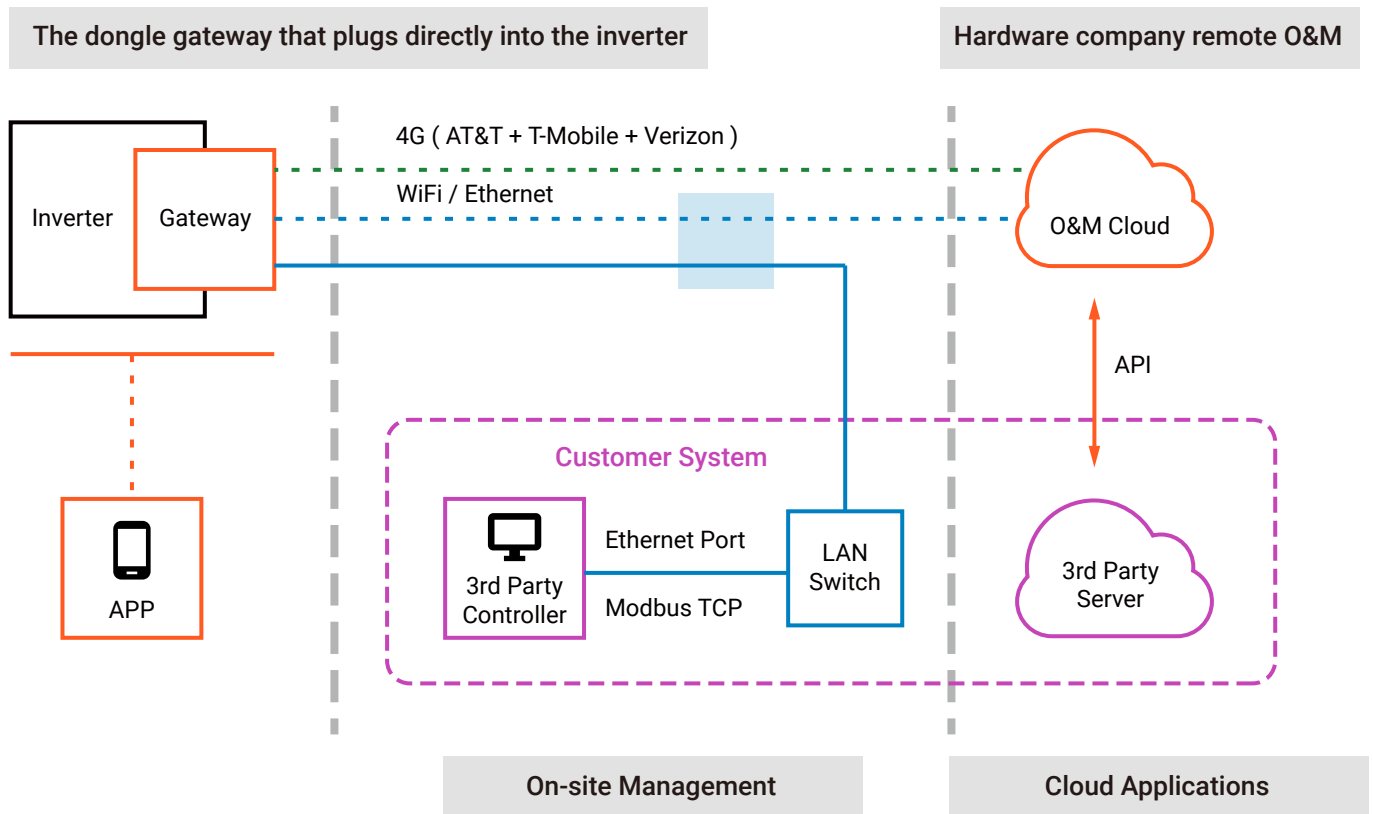 The dongle gateway that plugs directly into the inverter
Hardware company remote O&M
4G ( AT&T + T-Mobile + Verizon )
WiFi / Ethernet
Inverter
Gateway
O&M Cloud
API
Customer System
APP
3rd Party
Controller
Ethernet Port
Modbus TCP
LAN
Switch
3rd Party
Server
On-site Management
Cloud Applications